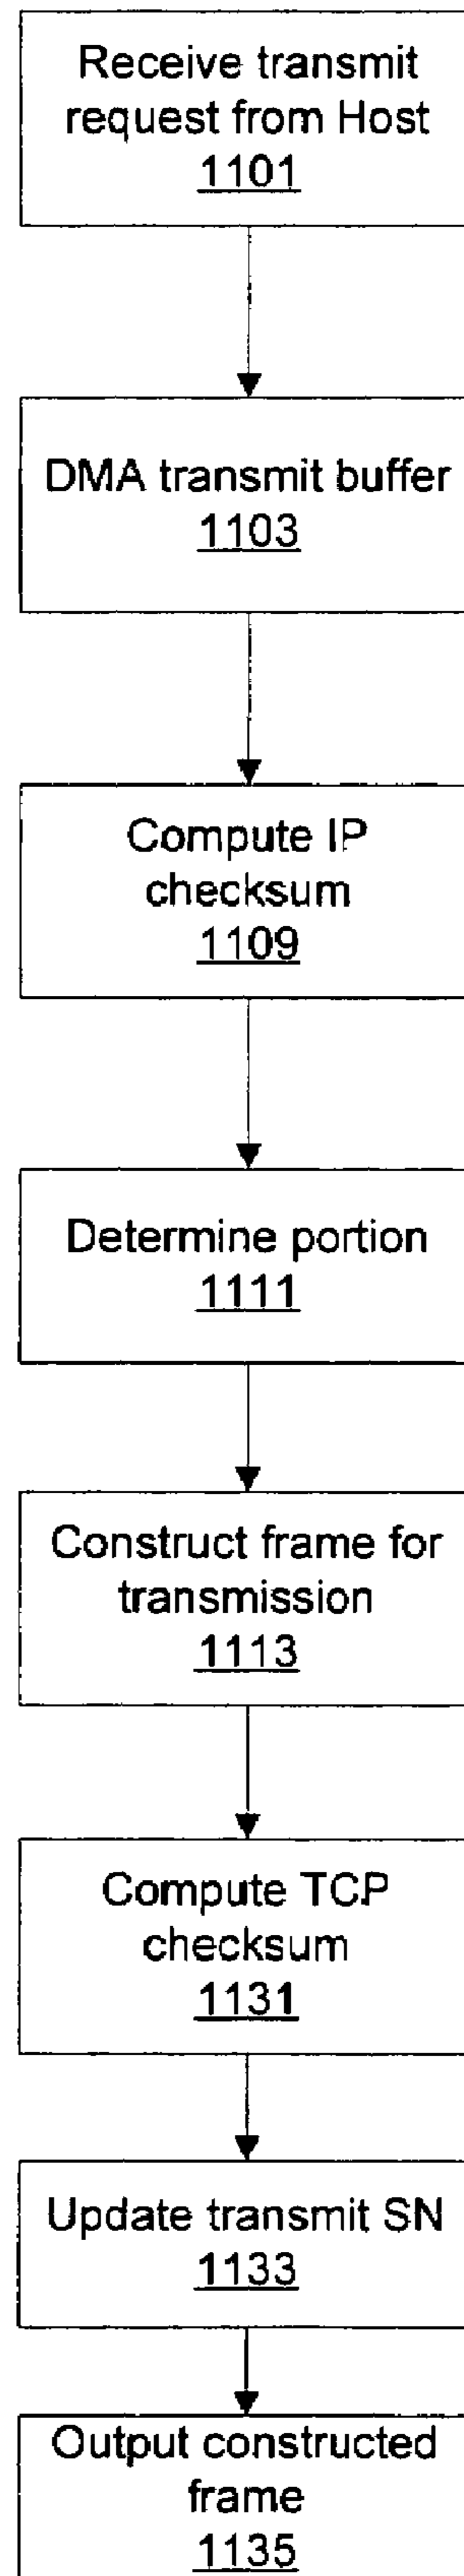 Receive transmit
request from Host
1101
DMA transmit buffer
1103
Compute IP
checksum
1109
Determine portion
1111
Construct frame for
transmission
1113
Compute TCP
checksum
1131
Update transmit SN
1133
Output constructed
frame
1135